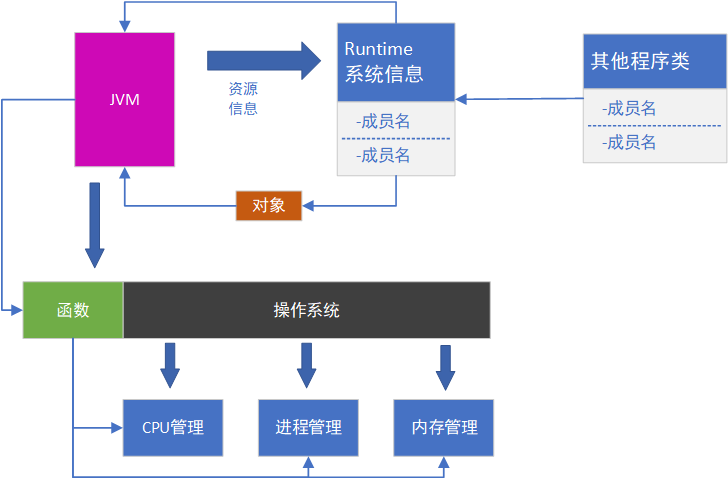 JVM
资源
信息
Runtime
系统信息
-成员名
-成员名
其他程序类
-成员名
-成员名
对象
函数
操作系统
CPU管理
进程管理
内存管理